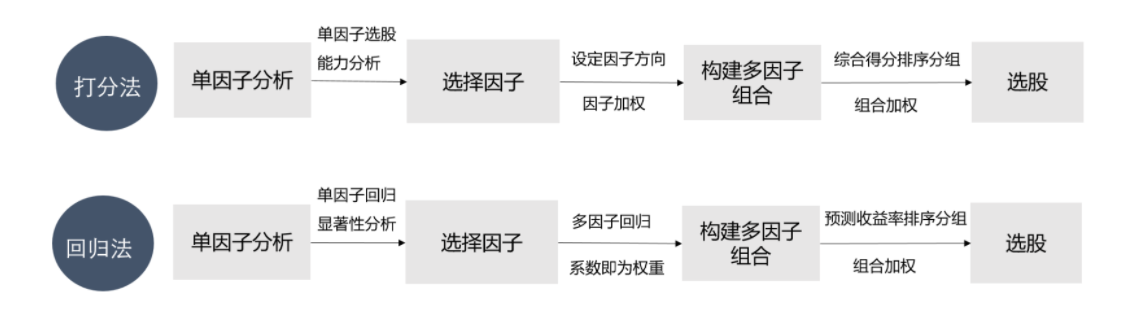 打分法
单因子分析
单因子选股
能力分析
选择因子
设定因子方向
因子加权
构建多因子
组合
综合得分排序分组
组合加权
选股
回归法
单因子分析
单因子回归
显著性分析
选择因子
多因子回归
系数即为权重
构建多因子
组合
预测收益率排序分组
组合加权
选股